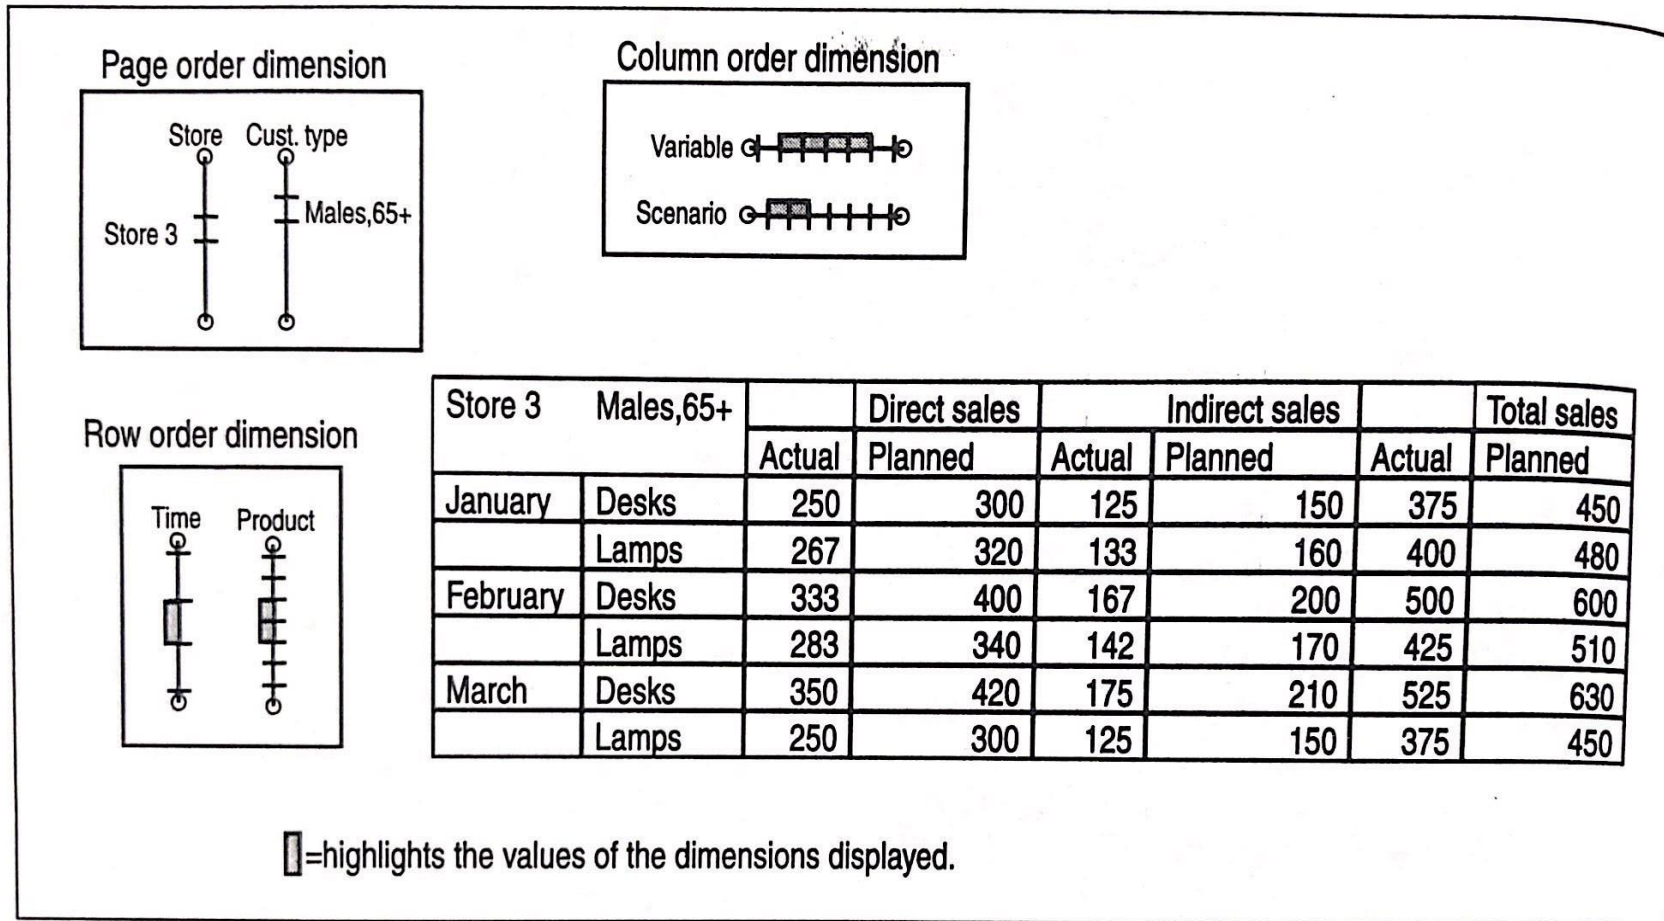 Page order dimension
Store Cust. type
Store 3
Males,65+
Column order dimension
Variable
Scenario
Row order dimension
Time Product
Store 3 Males,65+ Direct sales Indirect sales Total sales
Actual Planned Actual Planned Actual Planned
January Desks 250 300 125 150 375 450
Lamps 267 320 133 160 400 480
February Desks 333 400 167 200 500 600
Lamps 283 340 142 170 425 510
March Desks 350 420 175 210 525 630
Lamps 250 300 125 150 375 450
=highlights the values of the dimensions displayed.